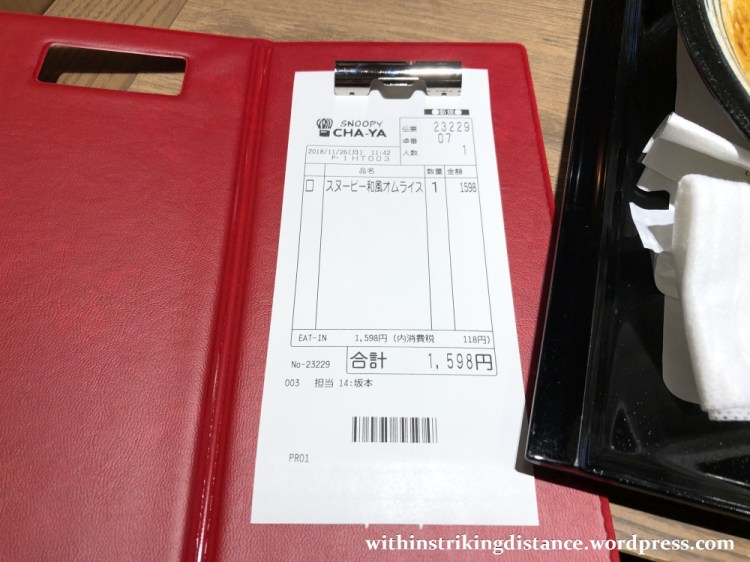 ●新規●
SNOOPY
CHA-YA
伝票 23229
卓番 07
人数 1
2018/11/26(月) 11:42
P1HT003
品名 数量 金額
スヌーピー和風オムライス 1 1598
EAT-IN 1,598円 (内消費税 118円)
No-23229 合計 1,598円
003 担当 14:坂本
PR01
withinstrikingdistance.wordpress.com